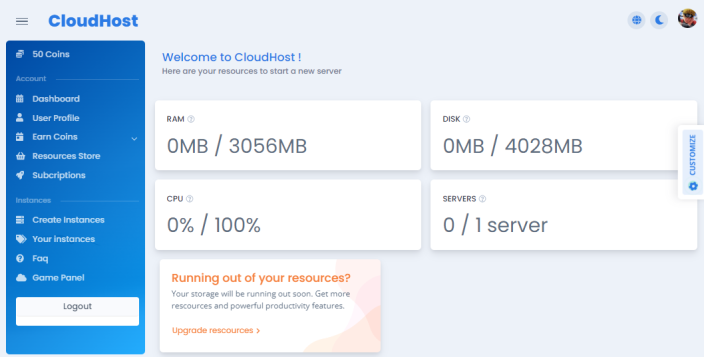 CloudHost
50 Coins
Account
Dashboard
User Profile
Earn Coins
Resources Store
Subcriptions
Instances
Create Instances
Your instances
Faq
Game Panel
Logout
Welcome to CloudHost !
Here are your resources to start a new server
RAM
0MB / 3056MB
DISK
0MB / 4028MB
CPU
0% / 100%
SERVERS
0 / 1 server
Running out of your resources?
Your storage will be running out soon. Get more
rescources and powerful productivity features.
Upgrade rescources >
CUSTOMIZE